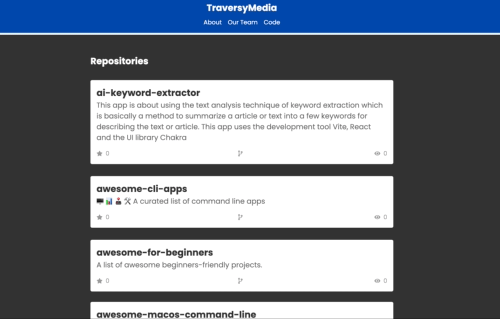 TraversyMedia
About Our Team Code
Repositories
ai-keyword-extractor
This app is about using the text analysis technique of keyword extraction which
is basically a method to summarize a article or text into a few keywords for
describing the text or article. This app uses the development tool Vite, React
and the UI library Chakra
0 0
awesome-cli-apps
🖥 📊 🕹 🛠 A curated list of command line apps
0 0
awesome-for-beginners
A list of awesome beginners-friendly projects.
0 0
awesome-macos-command-line